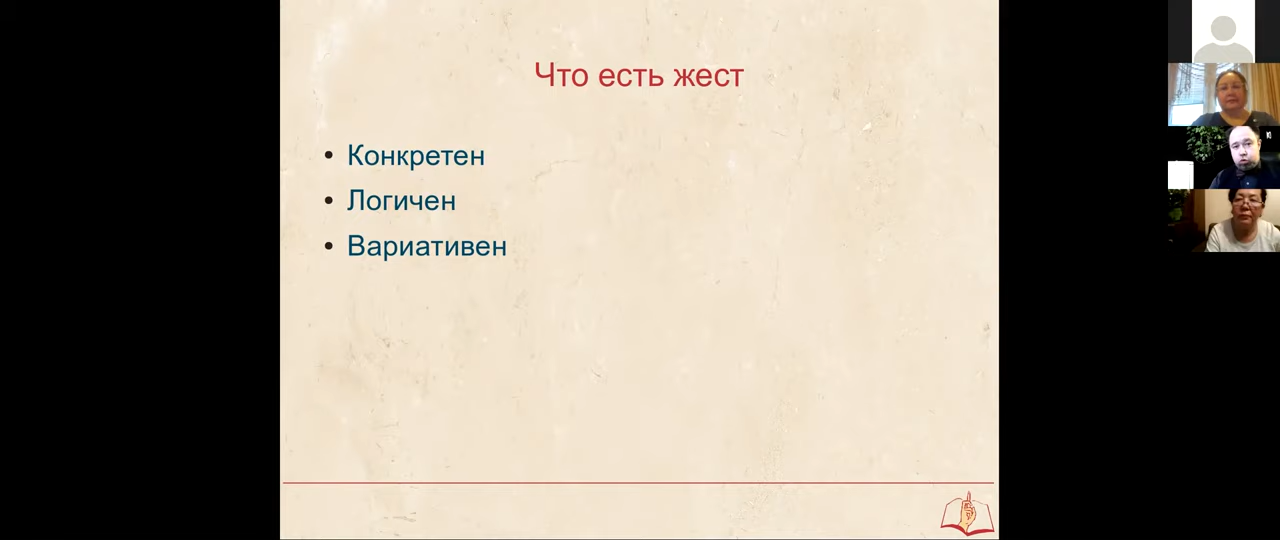 Что есть жест
Конкретен
Логичен
Вариативен